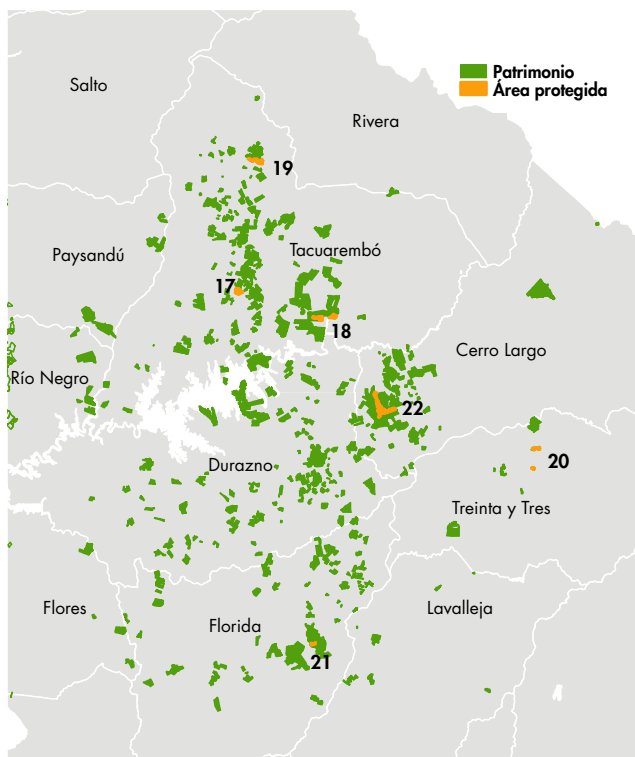 Patrimonio
Área protegida
Salto
Rivera
19
Paysandú
Tacuarembó
17
18
Cerro Largo
Río Negro
22
Durazno
20
Treinta y Tres
Flores
Florida
Lavalleja
21